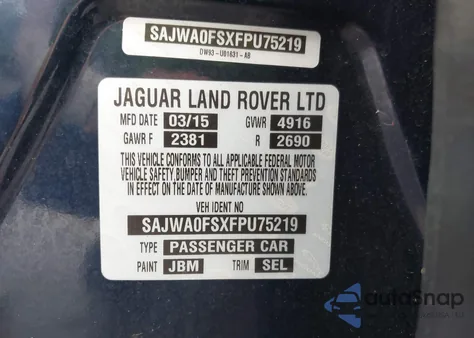 SAJWA0FSXFPU75219
DW93-U01631-AB
JAGUAR LAND ROVER LTD
MFD DATE 03/15 GVWR 4916
GAWR F 2381 R 2690
THIS VEHICLE CONFORMS TO ALL APPLICABLE FEDERAL MOTOR
VEHICLE SAFETY,BUMPER AND THEFT PREVENTION STANDARDS
IN EFFECT ON THE DATE OF MANUFACTURE SHOWN ABOVE.
VEH IDENT NO
SAJWA0FSXFPU75219
TYPE PASSENGER CAR
PAINT JBM TRIM SEL
autoSnap